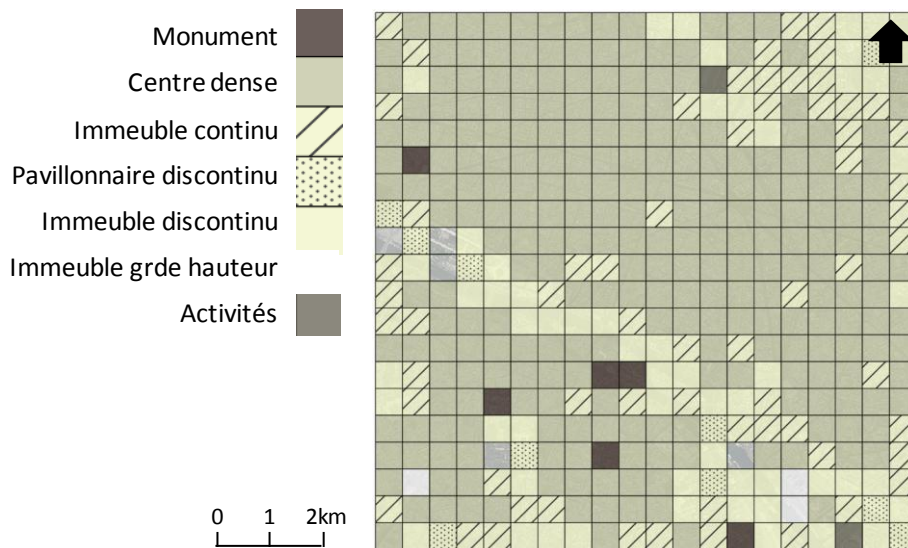 Monument
Centre dense
Immeuble continu
Pavillonnaire discontinu
Immeuble discontinu
Immeuble grde hauteur
Activités
0 1 2km